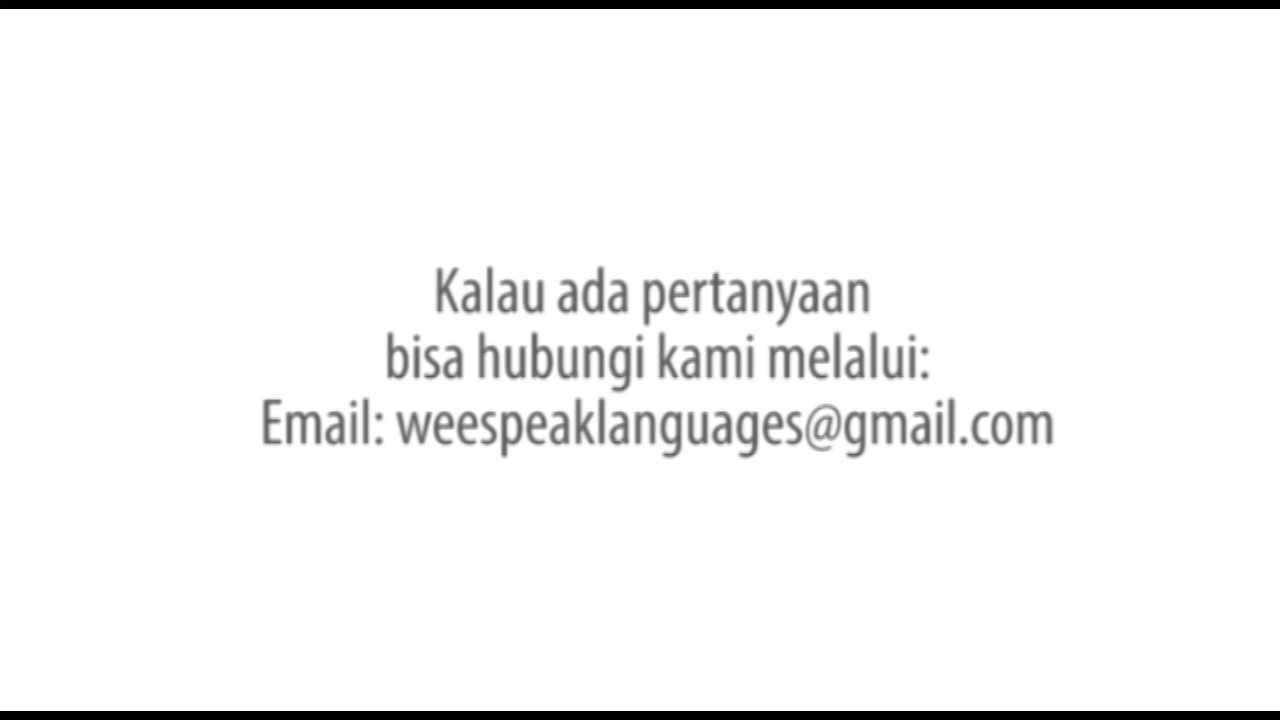 Kalau ada pertanyaan
bisa hubungi kami melalui:
Email: weespeaklanguages@gmail.com